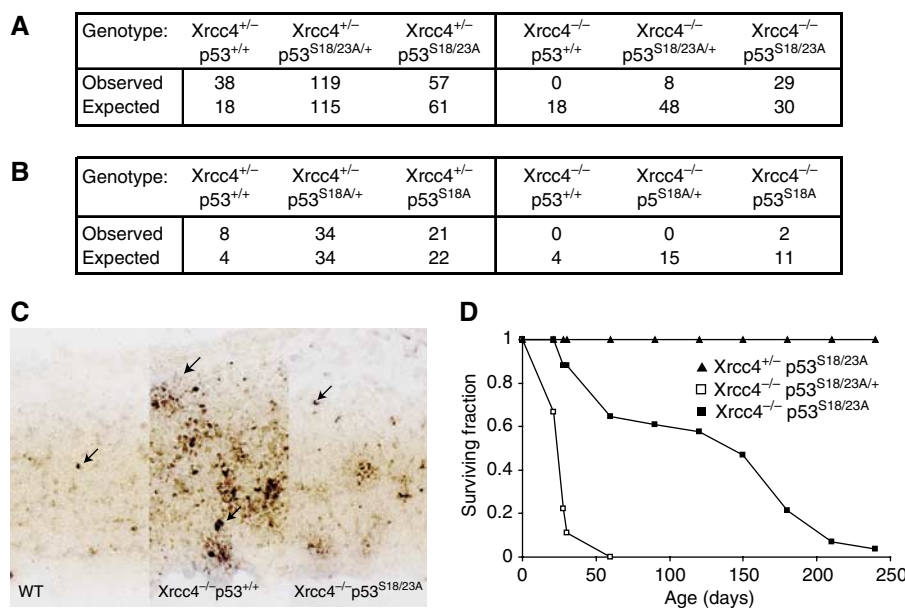 A
Genotype: Xrcc4+/– Xrcc4+/– Xrcc4+/– Xrcc4–/– Xrcc4–/– Xrcc4–/–
p53+/+ p53S18/23A/+ p53S18/23A p53+/+ p53S18/23A/+ p53S18/23A
Observed 38 119 57 0 8 29
Expected 18 115 61 18 48 30
B
Genotype: Xrcc4+/– Xrcc4+/– Xrcc4+/– Xrcc4–/– Xrcc4–/– Xrcc4–/–
p53+/+ p53S18A/+ p53S18A p53+/+ p5S18A/+ p53S18A
Observed 8 34 21 0 0 2
Expected 4 34 22 4 15 11
C
WT Xrcc4–/–p53+/+ Xrcc4–/–p53S18/23A
D
Surviving fraction
1
0.8
0.6
0.4
0.2
0
Xrcc4+/– p53S18/23A
Xrcc4–/– p53S18/23A/+
Xrcc4–/– p53S18/23A
0 50 100 150 200 250
Age (days)